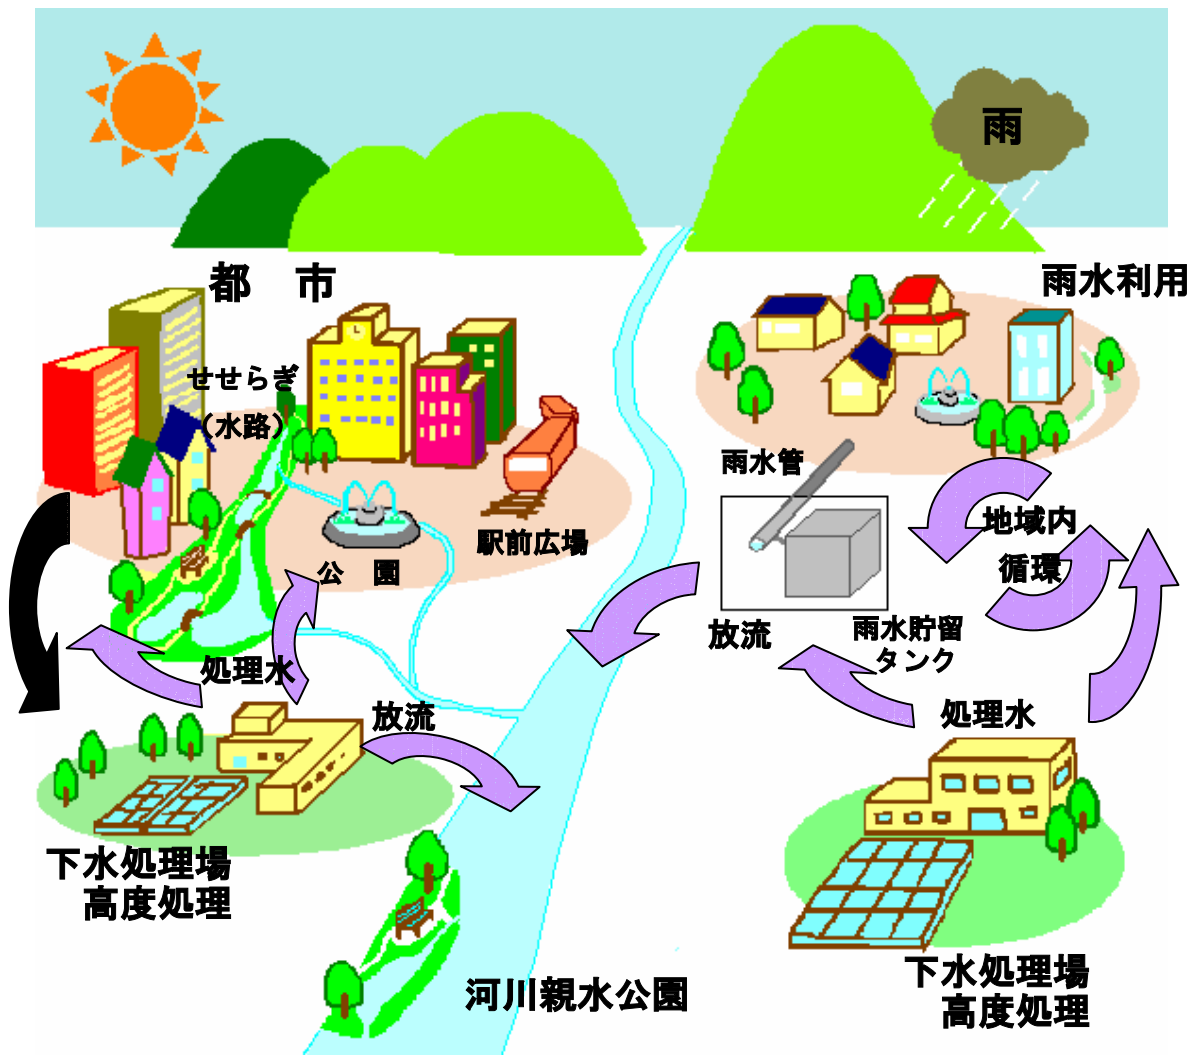 雨
都　市
雨水利用
せせらぎ
（水路）
雨水管
駅前広場
公　園
地域内
循環
放流
雨水貯留
タンク
処理水
放流
処理水
下水処理場
高度処理
下水処理場
高度処理
河川親水公園